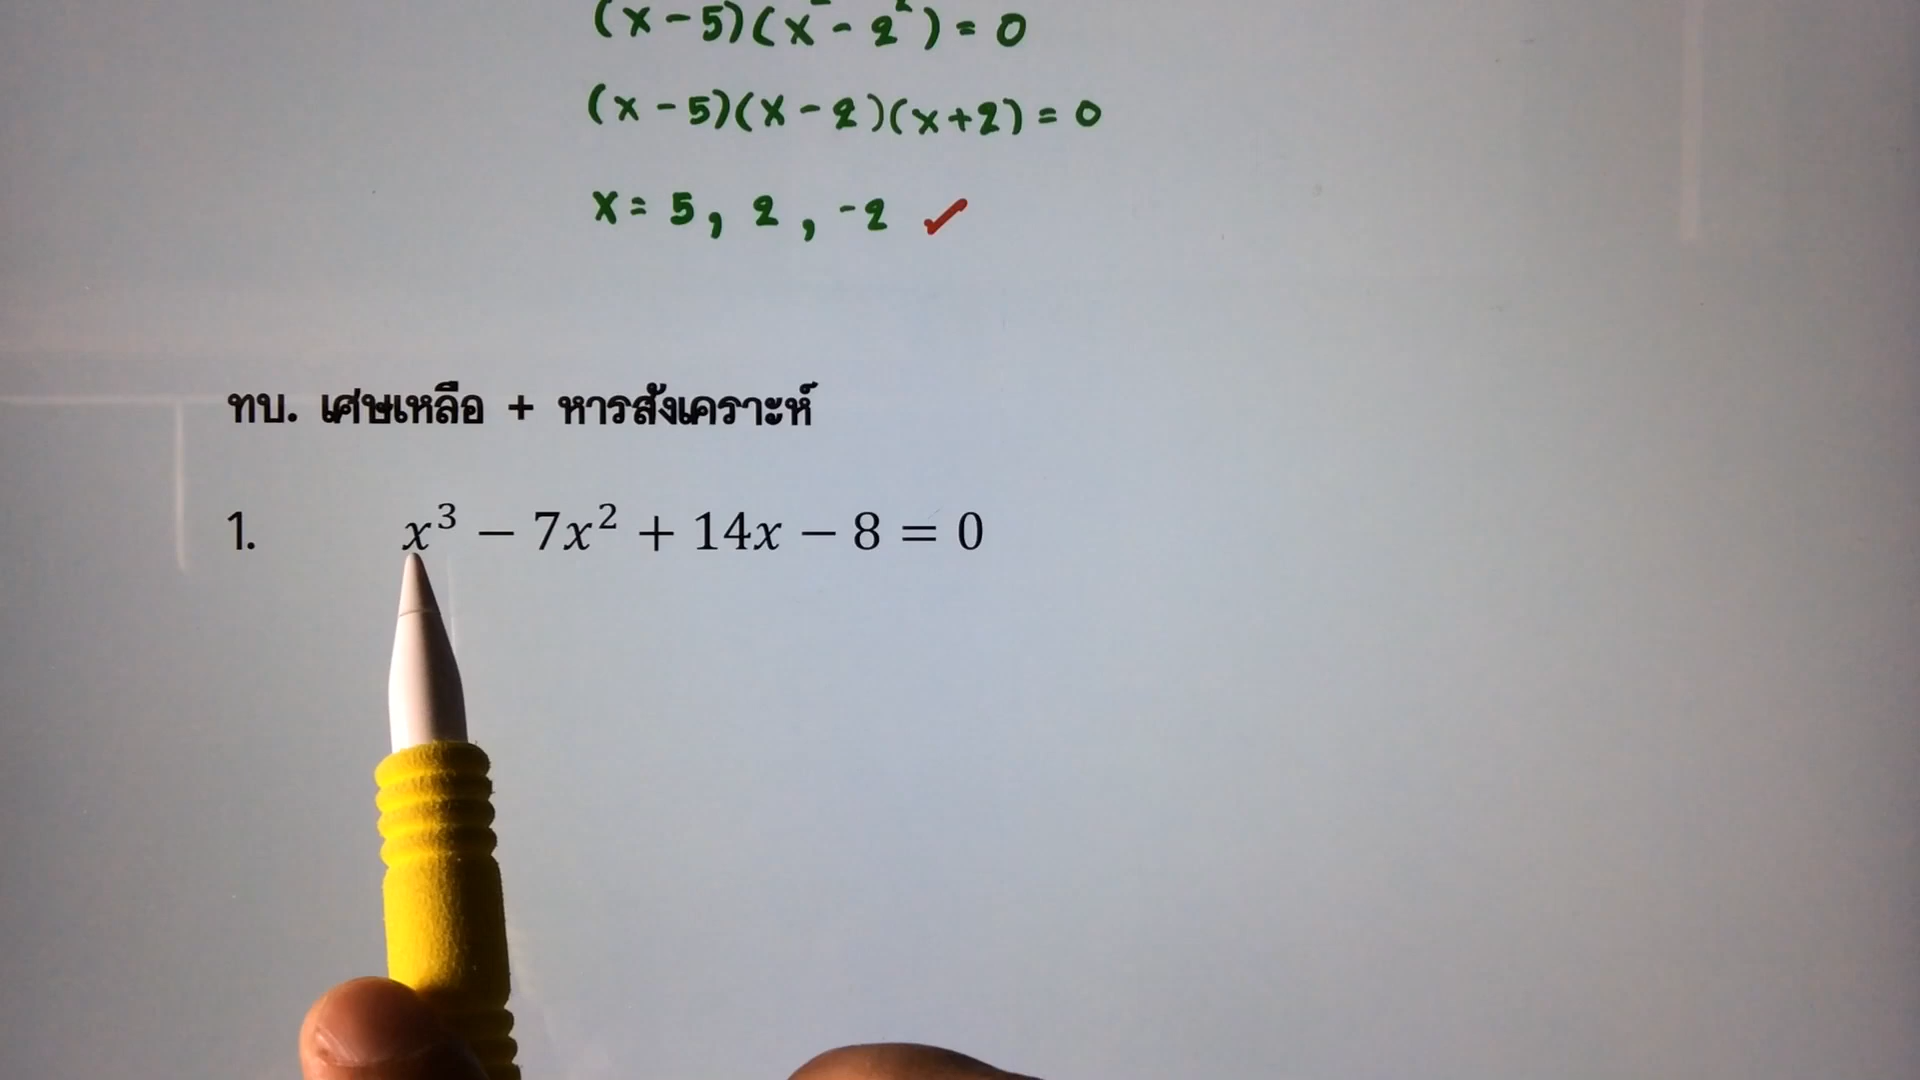 (x-5)(x²-2²)=0
(x-5)(x-2)(x+2)=0
x=5, 2, -2 ✓
ทบ. เศษเหลือ + หารสังเคราะห์
1. x³ − 7x² + 14x − 8 = 0